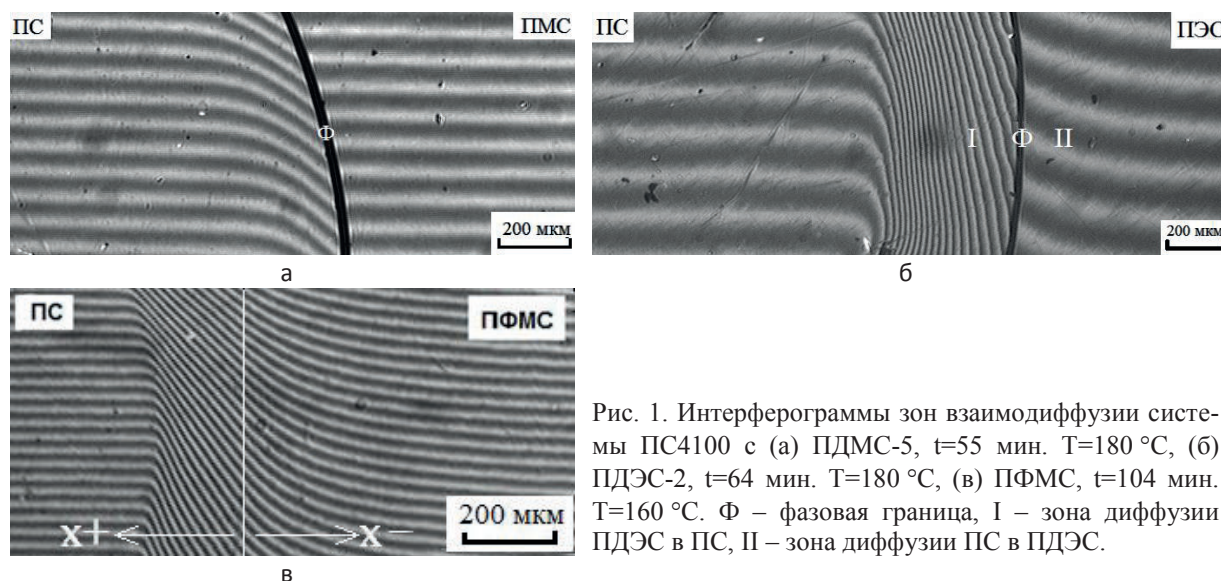 ПС
ПМС
Ф
200 мкм
а
ПС
ПЭС
I Ф II
200 мкм
б
ПС
ПФМС
x+
x−
200 мкм
в
Рис. 1. Интерферограммы зон взаимодиффузии систе-
мы ПС4100 с (а) ПДМС-5, t=55 мин. T=180 °C, (б)
ПДЭС-2, t=64 мин. T=180 °C, (в) ПФМС, t=104 мин.
T=160 °C. Ф – фазовая граница, I – зона диффузии
ПДЭС в ПС, II – зона диффузии ПС в ПДЭС.